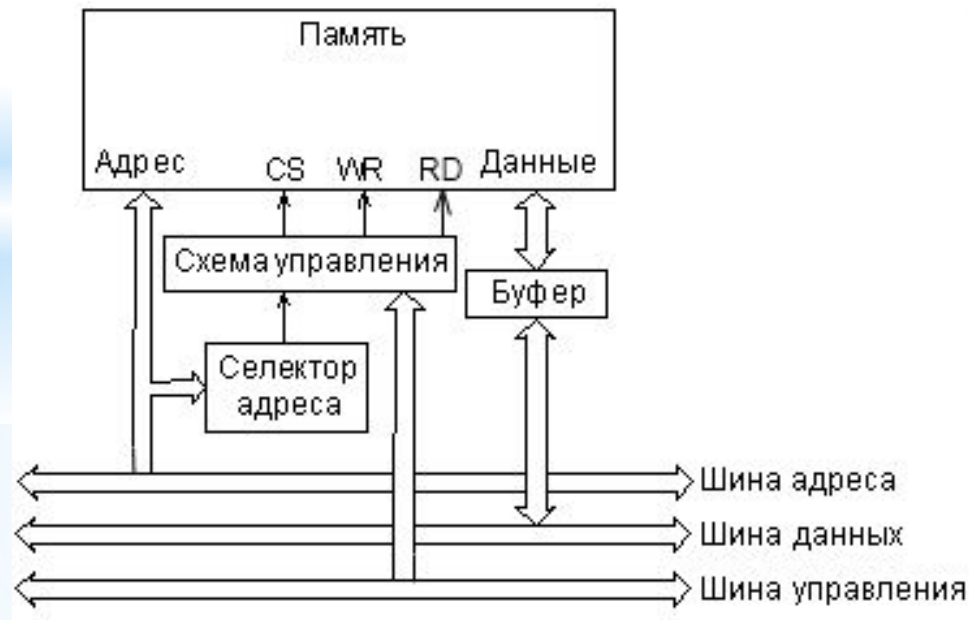 Память
Адрес CS WR RD Данные
Схема управления
Буфер
Селектор
адреса
Шина адреса
Шина данных
Шина управления